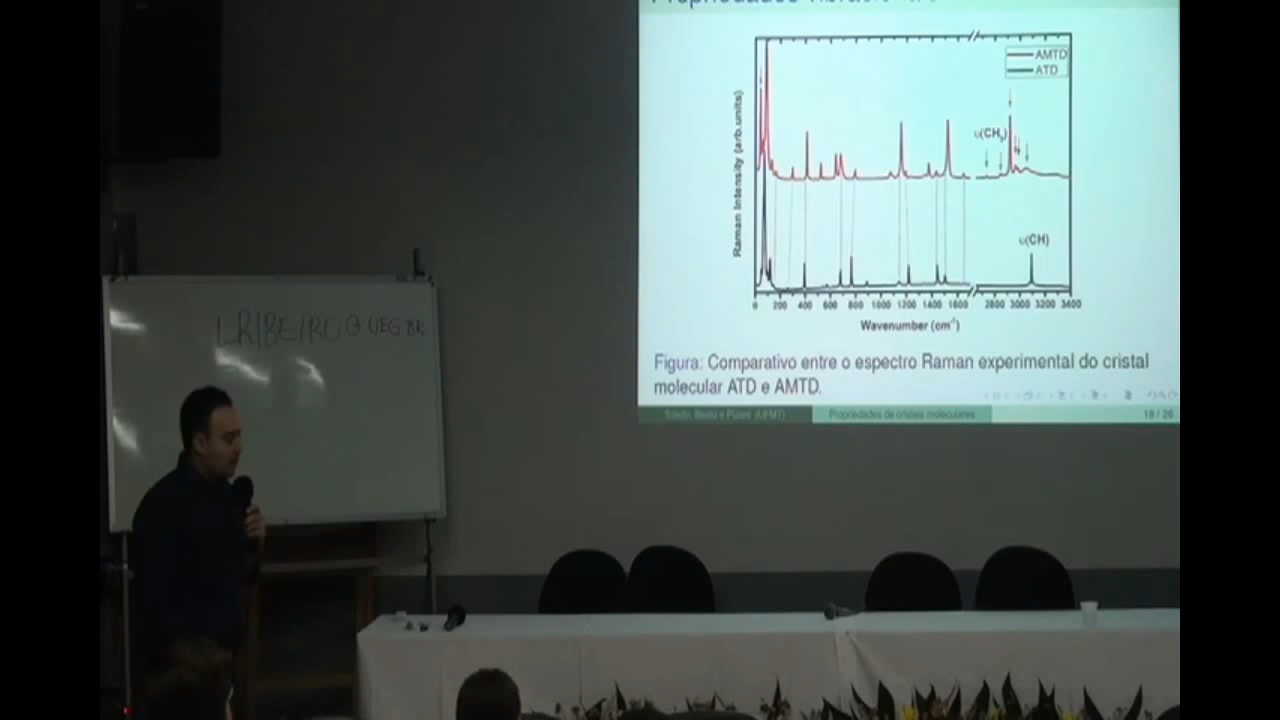 Propriedades vibracionais
AMTD
ATD
Raman Intensity (arb.units)
υ(CH₃)
υ(CH)
0 200 400 600 800 1000 1200 1400 1600 2800 3000 3200 3400
Wavenumber (cm⁻¹)
Figura: Comparativo entre o espectro Raman experimental do cristal
molecular ATD e AMTD.
Propriedades de cristais moleculares
18 / 26
LRIBEIRO@UEG.BR